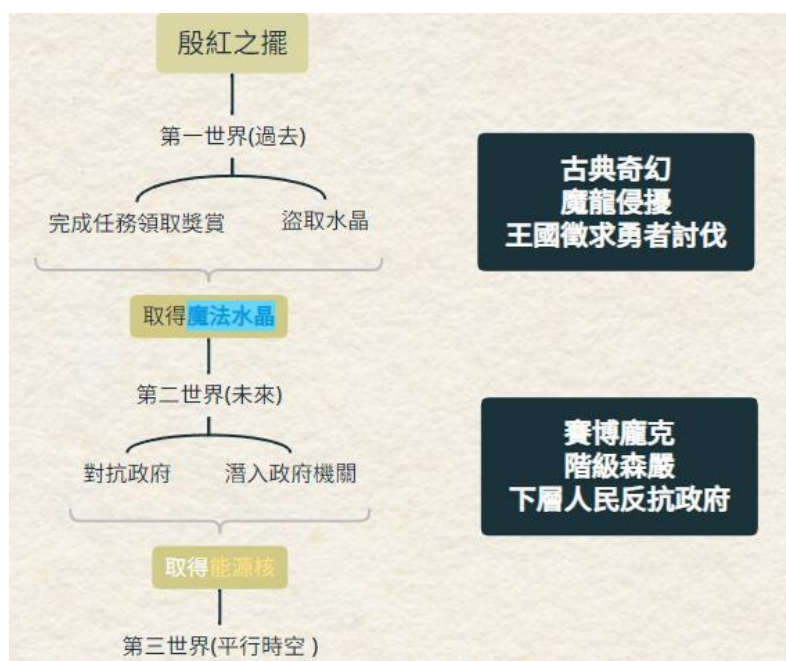 殷紅之擺
第一世界(過去)
完成任務領取獎賞
盜取水晶
取得魔法水晶
第二世界(未來)
對抗政府
潛入政府機關
取得能源核
第三世界(平行時空 )
古典奇幻
魔龍侵擾
王國徵求勇者討伐
賽博龐克
階級森嚴
下層人民反抗政府